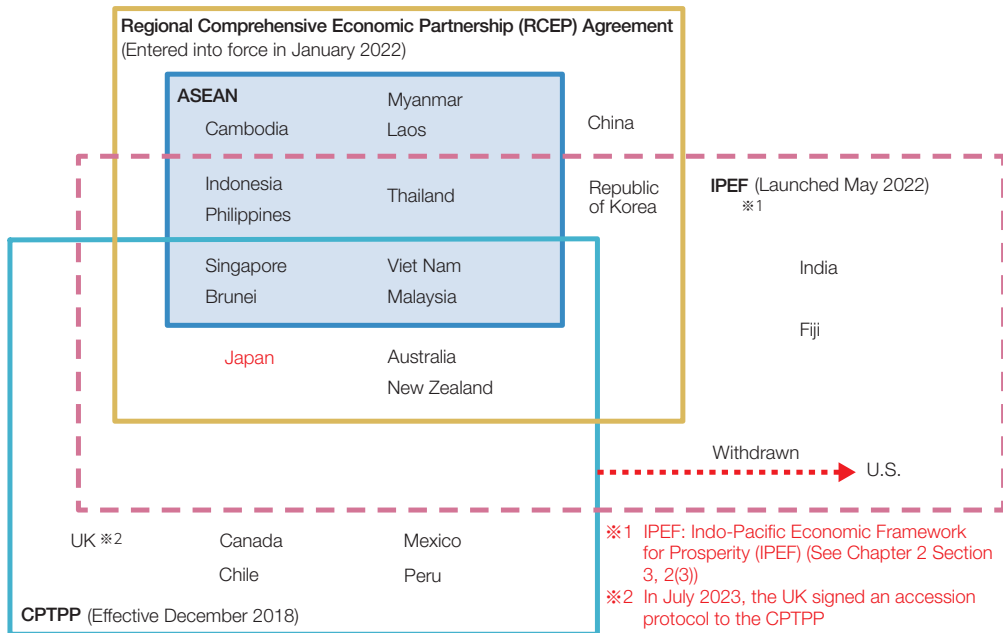 Regional Comprehensive Economic Partnership (RCEP) Agreement
(Entered into force in January 2022)
ASEAN
Myanmar
Cambodia
Laos
China
Indonesia
Philippines
Thailand
Republic
of Korea
IPEF (Launched May 2022)
※1
Singapore
Viet Nam
Brunei
Malaysia
India
Fiji
Japan
Australia
New Zealand
Withdrawn
U.S.
UK ※2
Canada
Mexico
Chile
Peru
CPTPP (Effective December 2018)
※1 IPEF: Indo-Pacific Economic Framework
for Prosperity (IPEF) (See Chapter 2 Section
3, 2(3))
※2 In July 2023, the UK signed an accession
protocol to the CPTPP